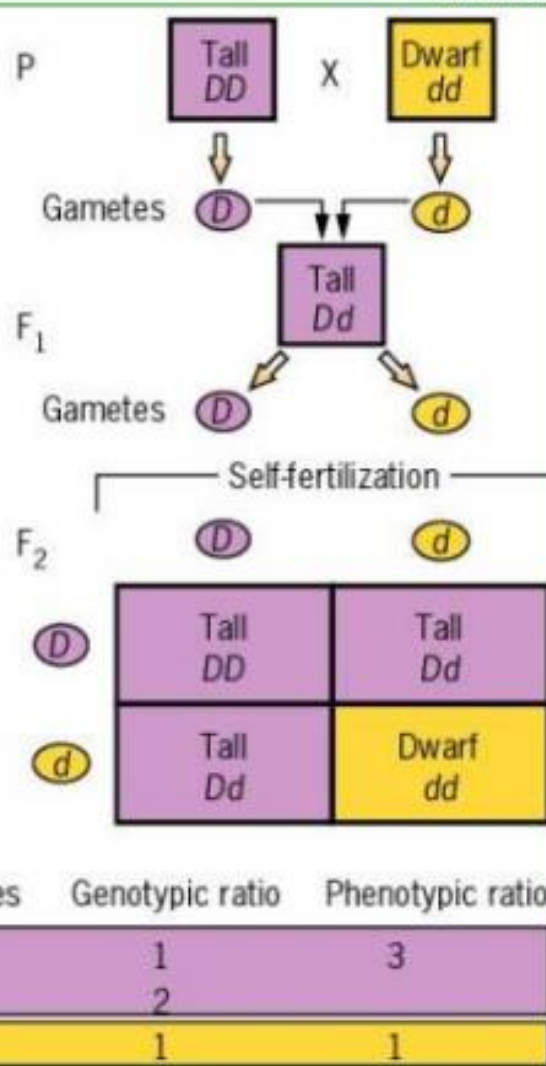 P
Tall
DD
X
Dwarf
dd
Gametes D d
Tall
Dd
F1
Gametes D d
Self-fertilization
F2
D d
D
Tall
DD
Tall
Dd
d
Tall
Dd
Dwarf
dd
es Genotypic ratio Phenotypic ratio
1 3
2
1 1